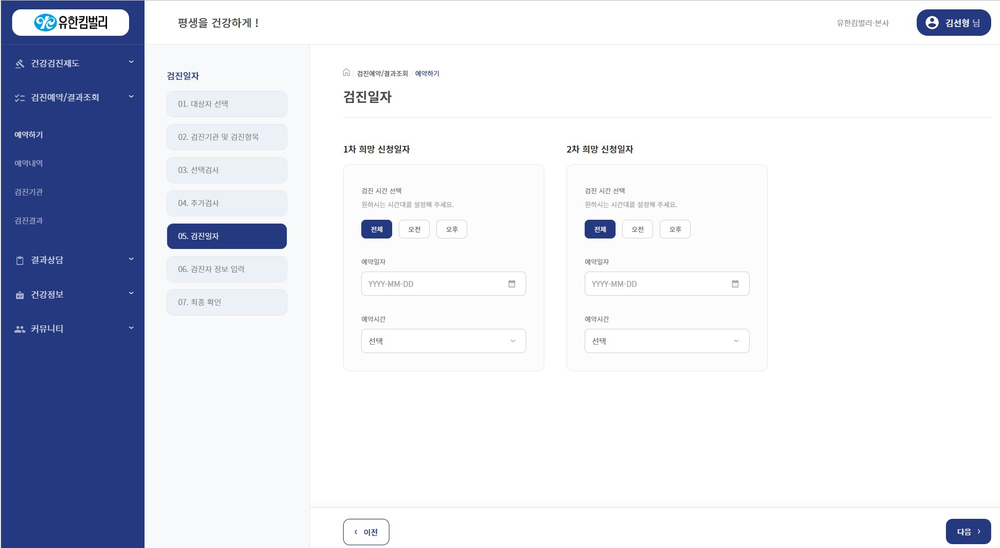 유한킴벌리
평생을 건강하게 !
유한킴벌리-본사
김선형 님
건강검진제도
검진예약/결과조회
예약하기
예약내역
검진기관
검진결과
결과상담
건강정보
커뮤니티
검진일자
01. 대상자 선택
02. 검진기관 및 검진항목
03. 선택검사
04. 추가검사
05. 검진일자
06. 검진자 정보 입력
07. 최종 확인
/ 검진예약/결과조회 / 예약하기
검진일자
1차 희망 신청일자
검진 시간 선택
원하시는 시간대를 설정해 주세요.
전체 오전 오후
예약일자
YYYY-MM-DD
예약시간
선택
2차 희망 신청일자
검진 시간 선택
원하시는 시간대를 설정해 주세요.
전체 오전 오후
예약일자
YYYY-MM-DD
예약시간
선택
이전
다음